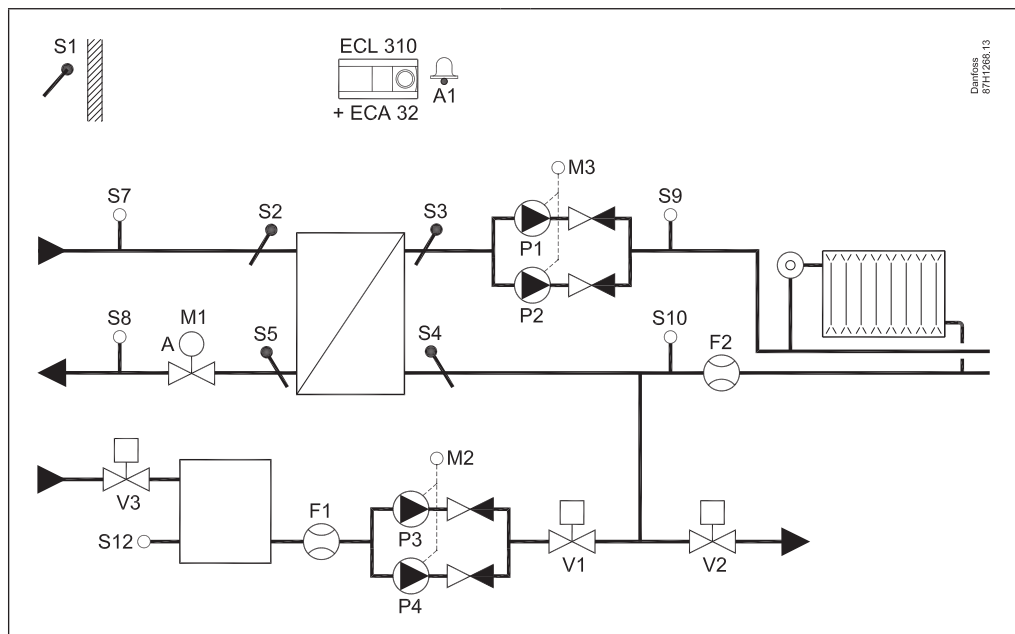 S1
ECL 310
A1
+ ECA 32
Danfoss
87H1268.13
M3
S7
S2
S3
S9
P1
P2
S8
M1
A
S5
S4
S10
F2
M2
V3
F1
P3
S12
V1
V2
P4